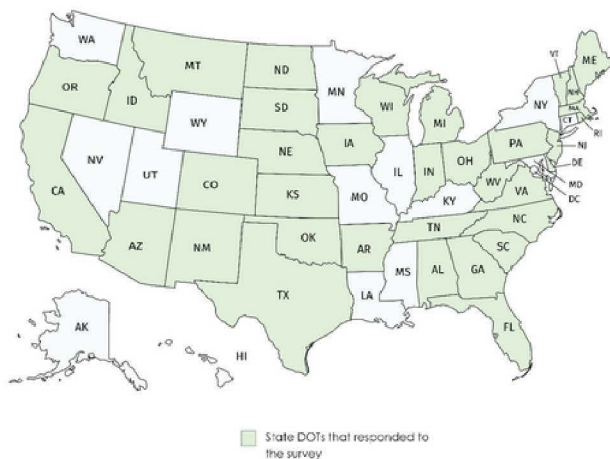 WA
MT
ND
MN
VT
ME
OR
ID
SD
WI
MI
NY
NH
MA
CT
RI
WY
NE
IA
PA
NJ
NV
UT
CO
IL
IN
OH
DE
CA
KS
MO
KY
WV
VA
MD
DC
AZ
NM
OK
AR
TN
NC
SC
TX
LA
MS
AL
GA
AK
HI
FL
State DOTs that responded to
the survey